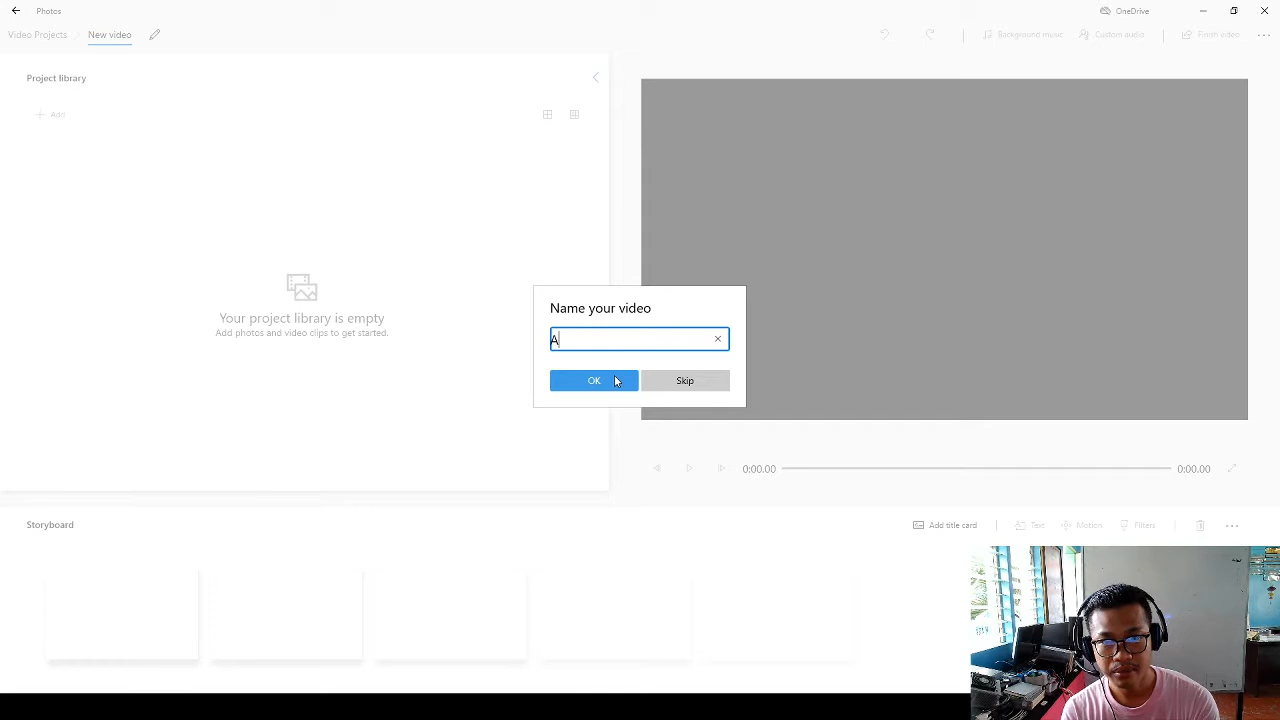 Photos
OneDrive
Video Projects
New video
Background music
Custom audio
Finish video
Project library
Add
Your project library is empty
Add photos and video clips to get started.
Name your video
A
OK
Skip
0:00.00
0:00.00
Storyboard
Add title card
Text
Motion
Filters